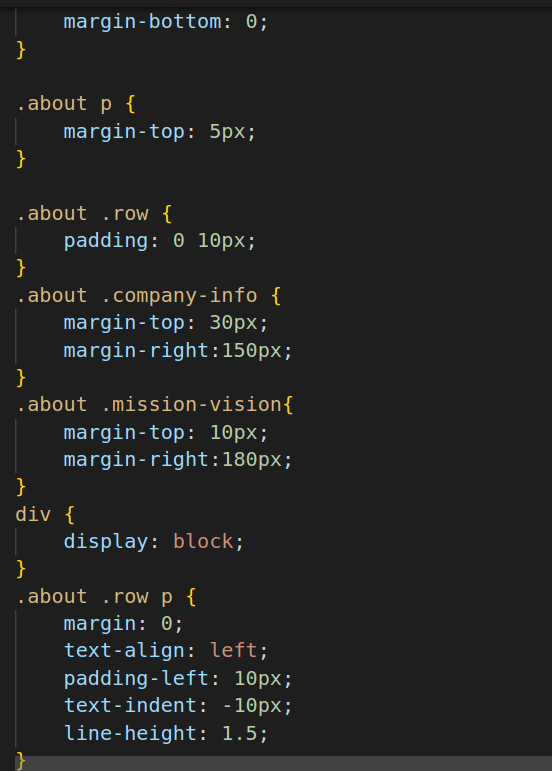 margin-bottom: 0;
}

.about p {
    margin-top: 5px;
}

.about .row {
    padding: 0 10px;
}
.about .company-info {
    margin-top: 30px;
    margin-right:150px;
}
.about .mission-vision{
    margin-top: 10px;
    margin-right:180px;
}
div {
    display: block;
}
.about .row p {
    margin: 0;
    text-align: left;
    padding-left: 10px;
    text-indent: -10px;
    line-height: 1.5;
}